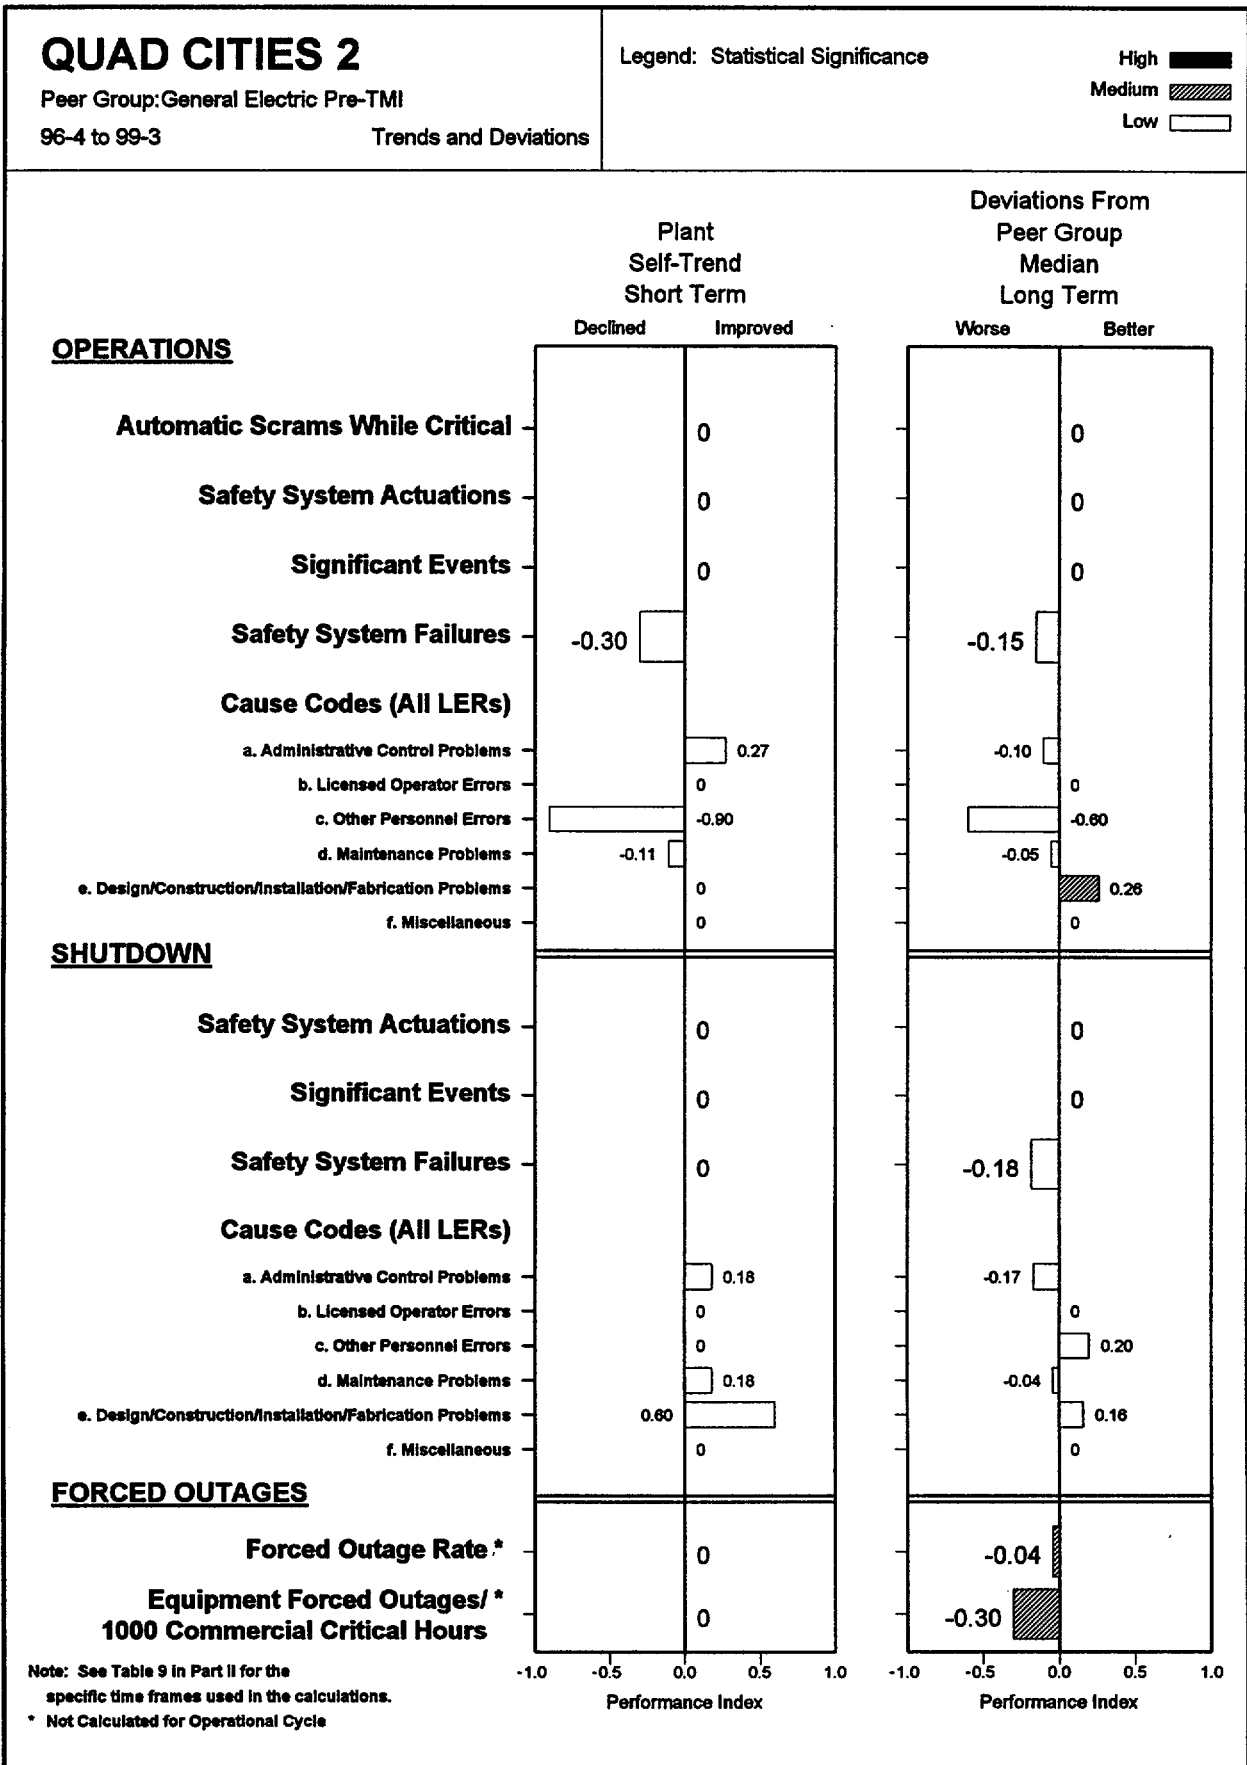 QUAD CITIES 2
Peer Group:General Electric Pre-TMI
96-4 to 99-3 Trends and Deviations
Legend: Statistical Significance
High
Medium
Low
Plant
Self-Trend
Short Term
Deviations From
Peer Group
Median
Long Term
Declined Improved Worse Better
OPERATIONS
Automatic Scrams While Critical 0 0
Safety System Actuations 0 0
Significant Events 0 0
Safety System Failures -0.30 -0.15
Cause Codes (All LERs)
a. Administrative Control Problems 0.27 -0.10
b. Licensed Operator Errors 0 0
c. Other Personnel Errors -0.90 -0.60
d. Maintenance Problems -0.11 -0.05
e. Design/Construction/Installation/Fabrication Problems 0 0.26
f. Miscellaneous 0 0
SHUTDOWN
Safety System Actuations 0 0
Significant Events 0 0
Safety System Failures 0 -0.18
Cause Codes (All LERs)
a. Administrative Control Problems 0.18 -0.17
b. Licensed Operator Errors 0 0
c. Other Personnel Errors 0 0.20
d. Maintenance Problems 0.18 -0.04
e. Design/Construction/Installation/Fabrication Problems 0.60 0.16
f. Miscellaneous 0 0
FORCED OUTAGES
Forced Outage Rate * 0 -0.04
Equipment Forced Outages/ *
1000 Commercial Critical Hours 0 -0.30
-1.0 -0.5 0.0 0.5 1.0 -1.0 -0.5 0.0 0.5 1.0
Performance Index Performance Index
Note: See Table 9 in Part II for the
specific time frames used in the calculations.
* Not Calculated for Operational Cycle